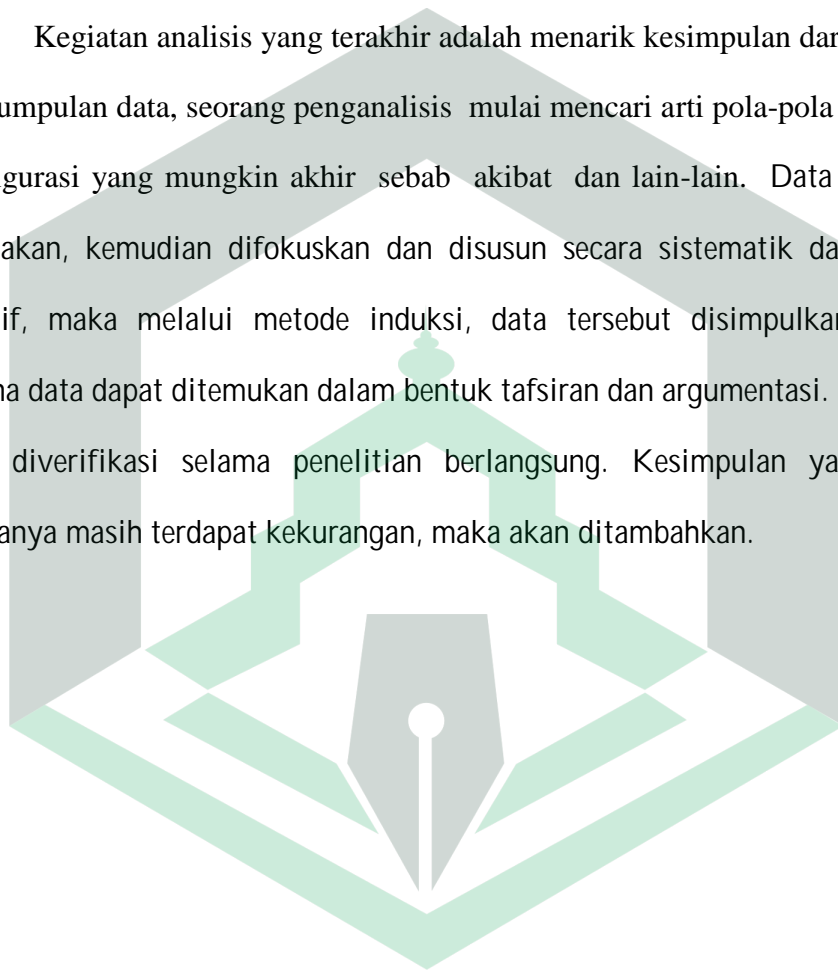 Kegiatan analisis yang terakhir adalah menarik kesimpulan dar
umpulan data, seorang penganalisis mulai mencari arti pola-pola
gurasi yang mungkin akhir sebab akibat dan lain-lain. Data
akan, kemudian difokuskan dan disusun secara sistematik da
if, maka melalui metode induksi, data tersebut disimpulkan
na data dapat ditemukan dalam bentuk tafsiran dan argumentasi.
diverifikasi selama penelitian berlangsung. Kesimpulan ya
anya masih terdapat kekurangan, maka akan ditambahkan.